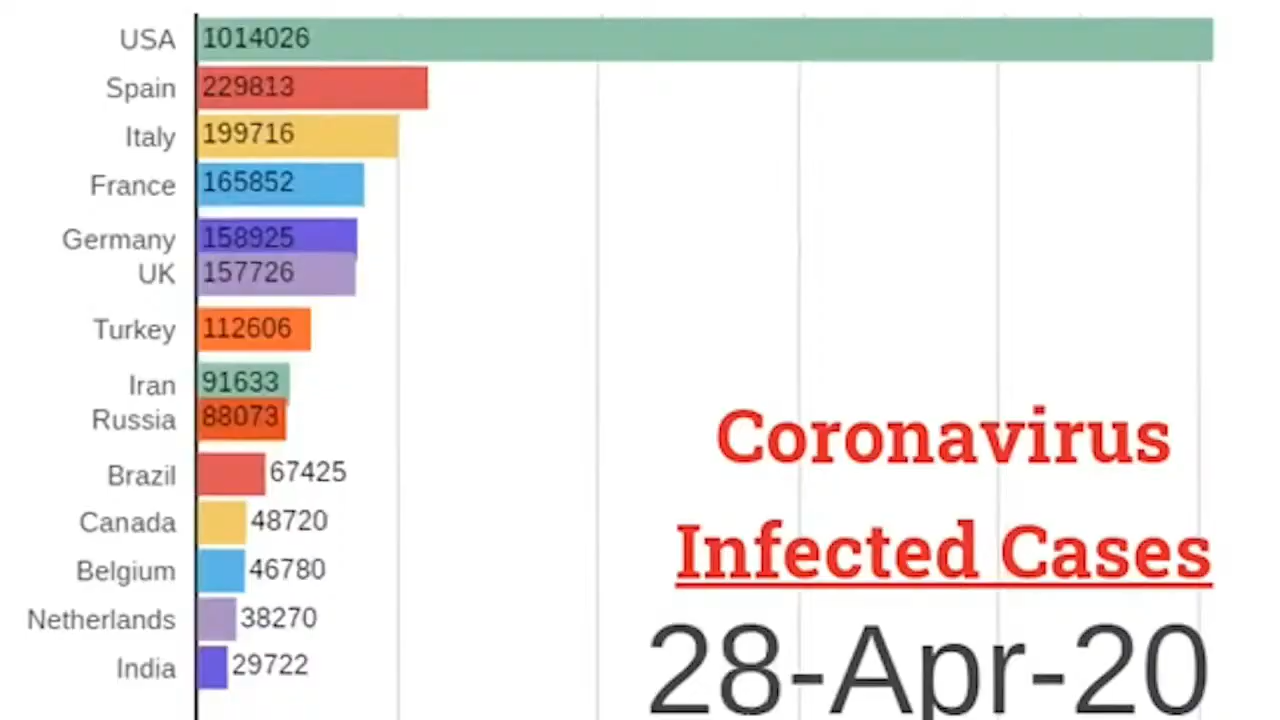 USA 1014026
Spain 229813
Italy 199716
France 165852
Germany 158925
UK 157726
Turkey 112606
Iran 91633
Russia 88073
Brazil 67425
Canada 48720
Belgium 46780
Netherlands 38270
India 29722
Coronavirus
Infected Cases
28-Apr-20